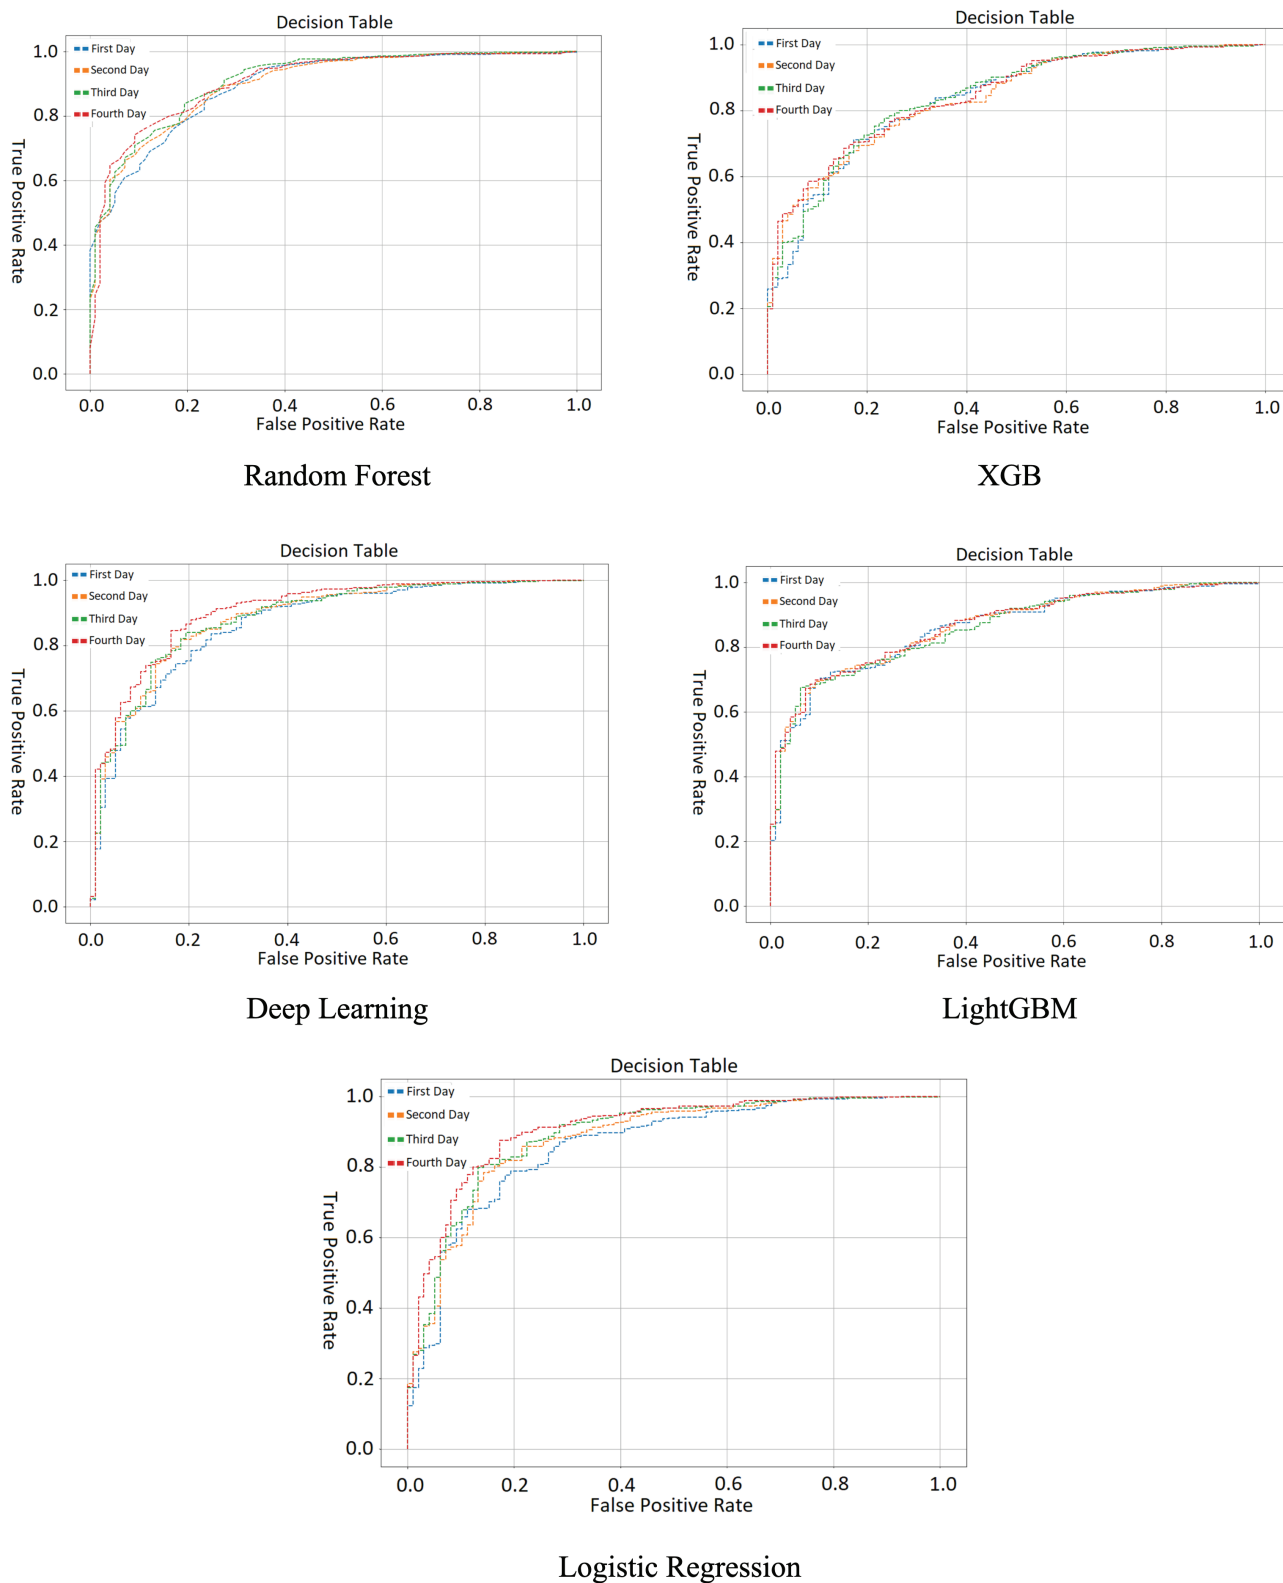 Decision Table
First Day
Second Day
Third Day
Fourth Day
True Positive Rate
1.0
0.8
0.6
0.4
0.2
0.0
0.0 0.2 0.4 0.6 0.8 1.0
False Positive Rate
Random Forest
Decision Table
First Day
Second Day
Third Day
Fourth Day
True Positive Rate
1.0
0.8
0.6
0.4
0.2
0.0
0.0 0.2 0.4 0.6 0.8 1.0
False Positive Rate
XGB
Decision Table
First Day
Second Day
Third Day
Fourth Day
True Positive Rate
1.0
0.8
0.6
0.4
0.2
0.0
0.0 0.2 0.4 0.6 0.8 1.0
False Positive Rate
Deep Learning
Decision Table
First Day
Second Day
Third Day
Fourth Day
True Positive Rate
1.0
0.8
0.6
0.4
0.2
0.0
0.0 0.2 0.4 0.6 0.8 1.0
False Positive Rate
LightGBM
Decision Table
First Day
Second Day
Third Day
Fourth Day
True Positive Rate
1.0
0.8
0.6
0.4
0.2
0.0
0.0 0.2 0.4 0.6 0.8 1.0
False Positive Rate
Logistic Regression